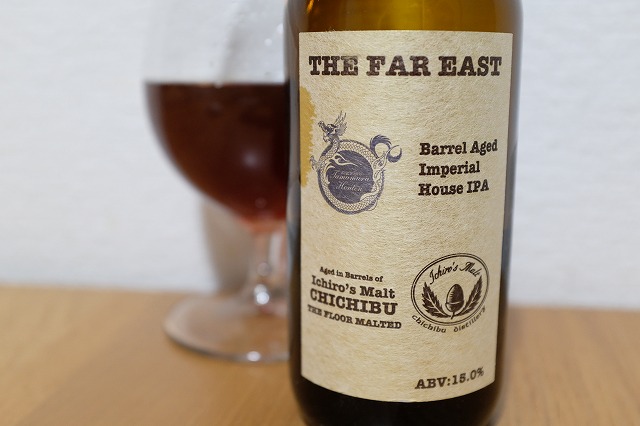 THE FAR EAST
Barrel Aged
Imperial
House IPA
Aged in Barrels of
Ichiro's Malt
CHICHIBU
THE FLOOR MALTED
Ichiro's Malt
chichibu distillery
ABV:15.0%